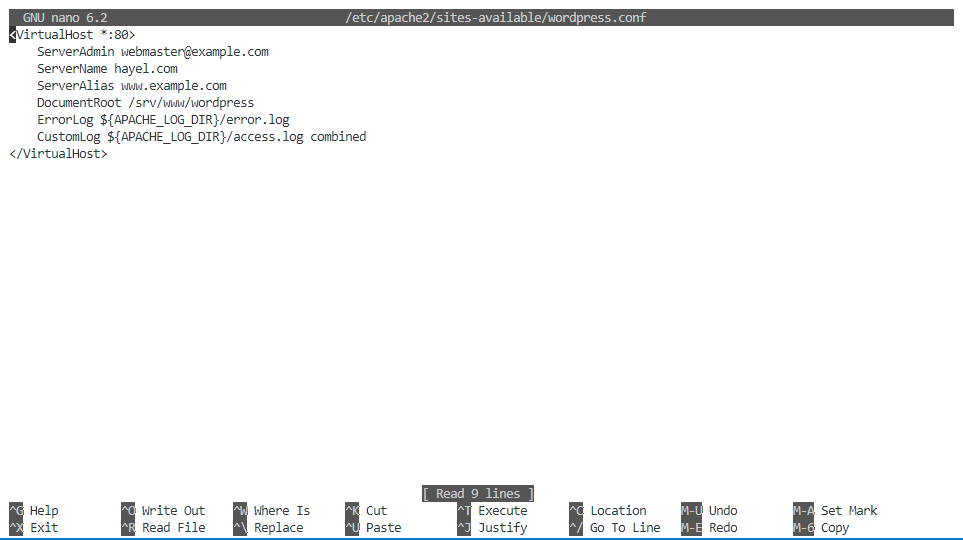 GNU nano 6.2 /etc/apache2/sites-available/wordpress.conf
<VirtualHost *:80>
    ServerAdmin webmaster@example.com
    ServerName hayel.com
    ServerAlias www.example.com
    DocumentRoot /srv/www/wordpress
    ErrorLog ${APACHE_LOG_DIR}/error.log
    CustomLog ${APACHE_LOG_DIR}/access.log combined
</VirtualHost>
[ Read 9 lines ]
^G Help ^O Write Out ^W Where Is ^K Cut ^T Execute ^C Location M-U Undo M-A Set Mark
^X Exit ^R Read File ^\ Replace ^U Paste ^J Justify ^/ Go To Line M-E Redo M-6 Copy